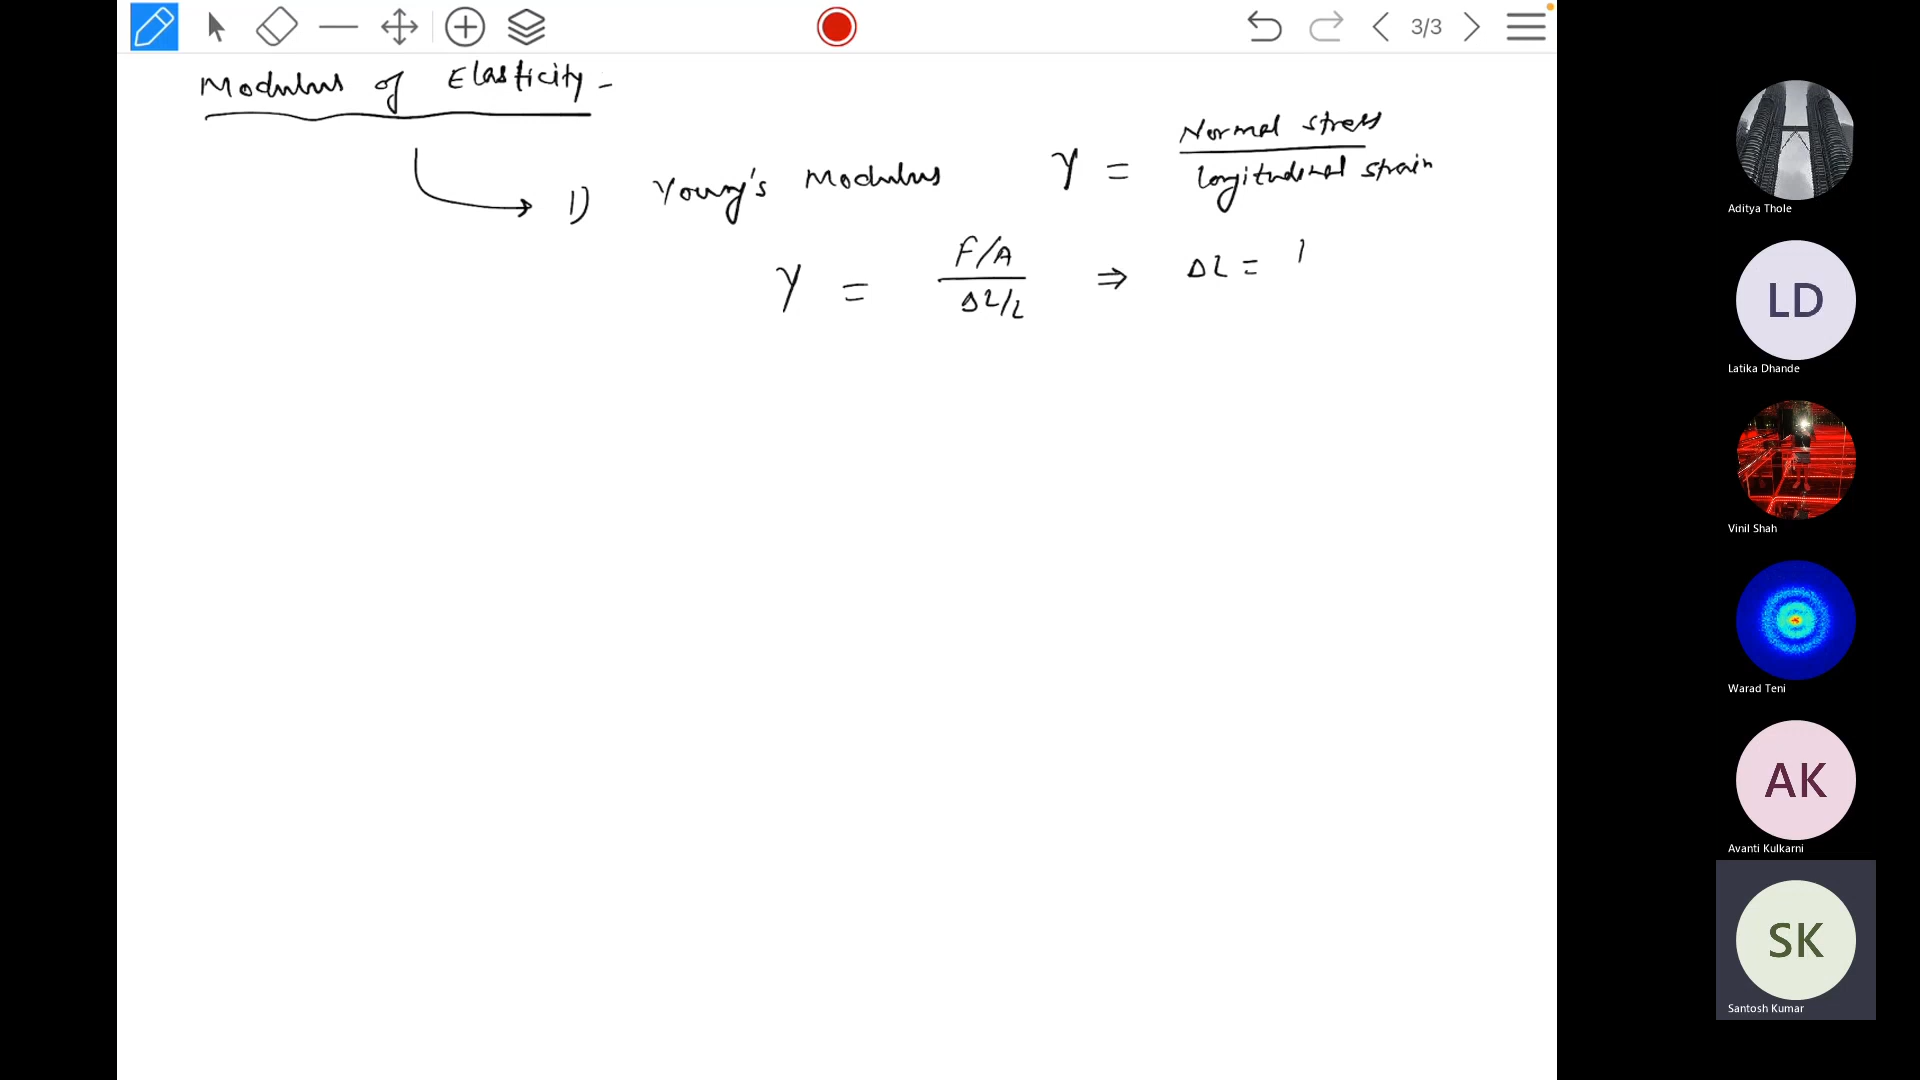 3/3
Modulus of Elasticity -
1) Young's Modulus Y = Normal stress / longitudinal strain
Y = F/A / ΔL/L ⇒ ΔL =
Aditya Thole
LD
Latika Dhande
Vinil Shah
Warad Teni
AK
Avanti Kulkarni
SK
Santosh Kumar